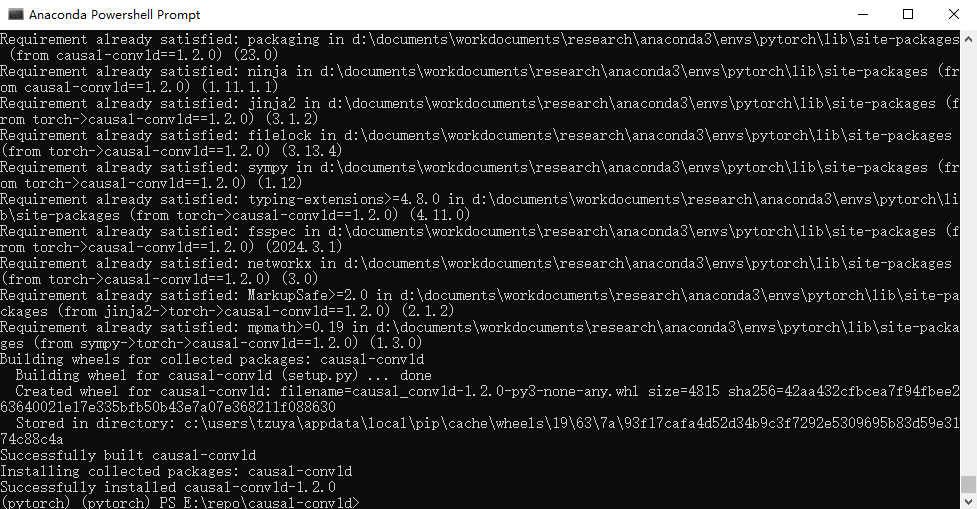 Anaconda Powershell Prompt
Requirement already satisfied: packaging in d:\documents\workdocuments\research\anaconda3\envs\pytorch\lib\site-packages
 (from causal-conv1d==1.2.0) (23.0)
Requirement already satisfied: ninja in d:\documents\workdocuments\research\anaconda3\envs\pytorch\lib\site-packages (fr
om causal-conv1d==1.2.0) (1.11.1.1)
Requirement already satisfied: jinja2 in d:\documents\workdocuments\research\anaconda3\envs\pytorch\lib\site-packages (f
rom torch->causal-conv1d==1.2.0) (3.1.2)
Requirement already satisfied: filelock in d:\documents\workdocuments\research\anaconda3\envs\pytorch\lib\site-packages
(from torch->causal-conv1d==1.2.0) (3.13.4)
Requirement already satisfied: sympy in d:\documents\workdocuments\research\anaconda3\envs\pytorch\lib\site-packages (fr
om torch->causal-conv1d==1.2.0) (1.12)
Requirement already satisfied: typing-extensions>=4.8.0 in d:\documents\workdocuments\research\anaconda3\envs\pytorch\li
b\site-packages (from torch->causal-conv1d==1.2.0) (4.11.0)
Requirement already satisfied: fsspec in d:\documents\workdocuments\research\anaconda3\envs\pytorch\lib\site-packages (f
rom torch->causal-conv1d==1.2.0) (2024.3.1)
Requirement already satisfied: networkx in d:\documents\workdocuments\research\anaconda3\envs\pytorch\lib\site-packages
(from torch->causal-conv1d==1.2.0) (3.0)
Requirement already satisfied: MarkupSafe>=2.0 in d:\documents\workdocuments\research\anaconda3\envs\pytorch\lib\site-pa
ckages (from jinja2->torch->causal-conv1d==1.2.0) (2.1.2)
Requirement already satisfied: mpmath>=0.19 in d:\documents\workdocuments\research\anaconda3\envs\pytorch\lib\site-packa
ges (from sympy->torch->causal-conv1d==1.2.0) (1.3.0)
Building wheels for collected packages: causal-conv1d
  Building wheel for causal-conv1d (setup.py) ... done
  Created wheel for causal-conv1d: filename=causal_conv1d-1.2.0-py3-none-any.whl size=4815 sha256=42aa432cfbcea7f94fbee2
63640021e17e335bfb50b43e7a07e368211f088630
  Stored in directory: c:\users\tzuya\appdata\local\pip\cache\wheels\19\63\7a\93f17cafa4d52d34b9c3f7292e5309695b83d59e31
74c88c4a
Successfully built causal-conv1d
Installing collected packages: causal-conv1d
Successfully installed causal-conv1d-1.2.0
(pytorch) (pytorch) PS E:\repo\causal-conv1d>